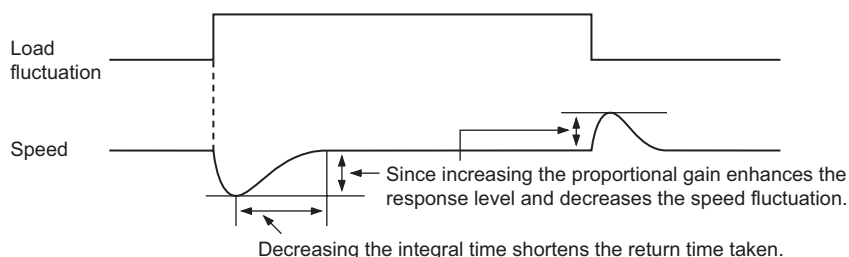 Load
fluctuation
Speed
Since increasing the proportional gain enhances the
response level and decreases the speed fluctuation.
Decreasing the integral time shortens the return time taken.